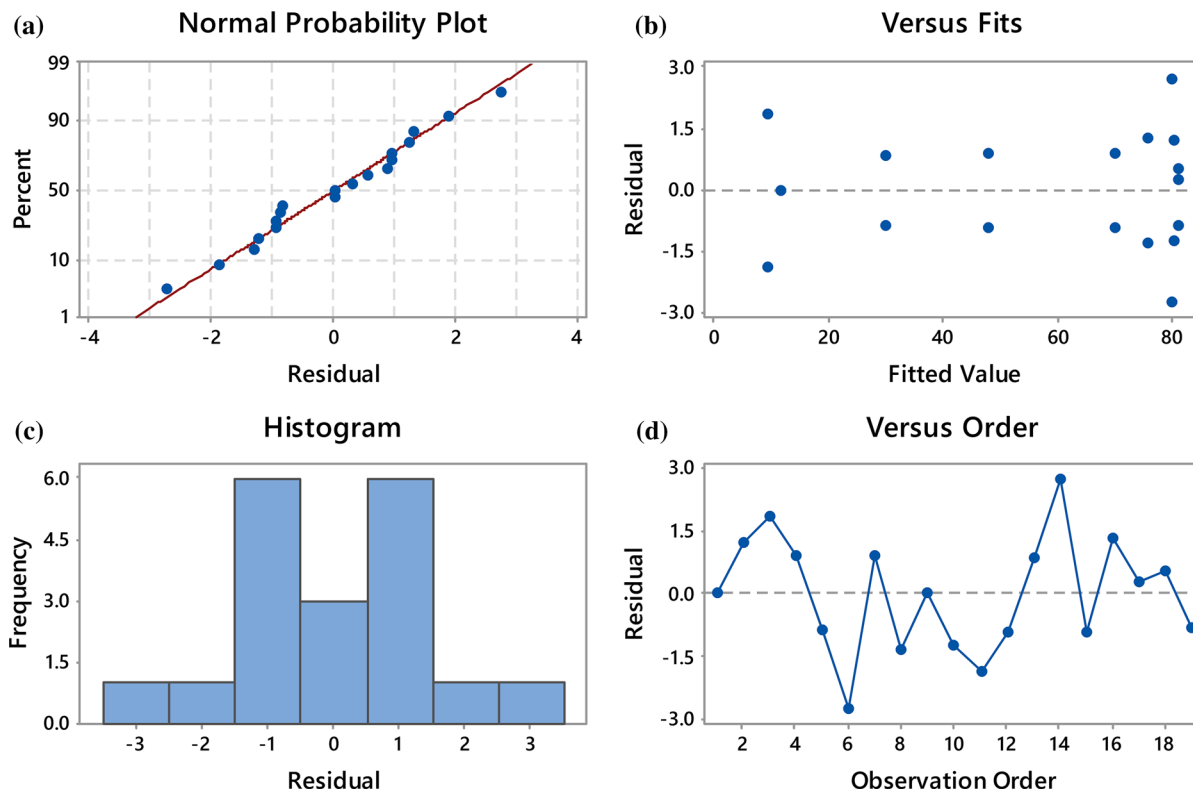 (a) Normal Probability Plot
99
90
50
10
1
Percent
-4 -2 0 2 4
Residual
(b) Versus Fits
3.0
1.5
0.0
-1.5
-3.0
Residual
0 20 40 60 80
Fitted Value
(c) Histogram
6.0
4.5
3.0
1.5
0.0
Frequency
-3 -2 -1 0 1 2 3
Residual
(d) Versus Order
3.0
1.5
0.0
-1.5
-3.0
Residual
2 4 6 8 10 12 14 16 18
Observation Order